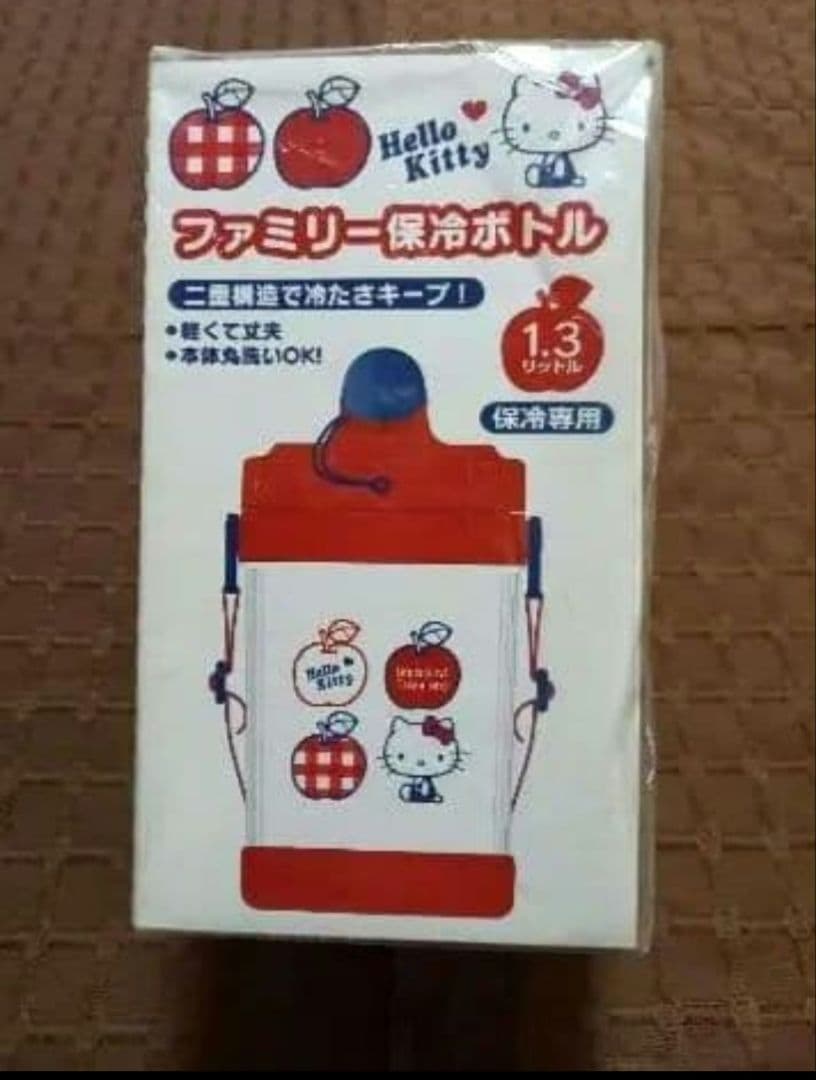 Hello
Kitty
ファミリー保冷ボトル
二重構造で冷たさキープ！
•軽くて丈夫
•本体丸洗いOK!
1.3
リットル
保冷専用
Hello
Kitty